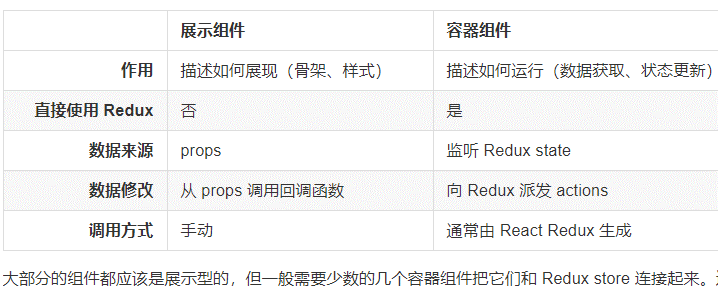 展示组件 容器组件
作用 描述如何展现（骨架、样式） 描述如何运行（数据获取、状态更新）
直接使用 Redux 否 是
数据来源 props 监听 Redux state
数据修改 从 props 调用回调函数 向 Redux 派发 actions
调用方式 手动 通常由 React Redux 生成
大部分的组件都应该是展示型的，但一般需要少数的几个容器组件把它们和 Redux store 连接起来。